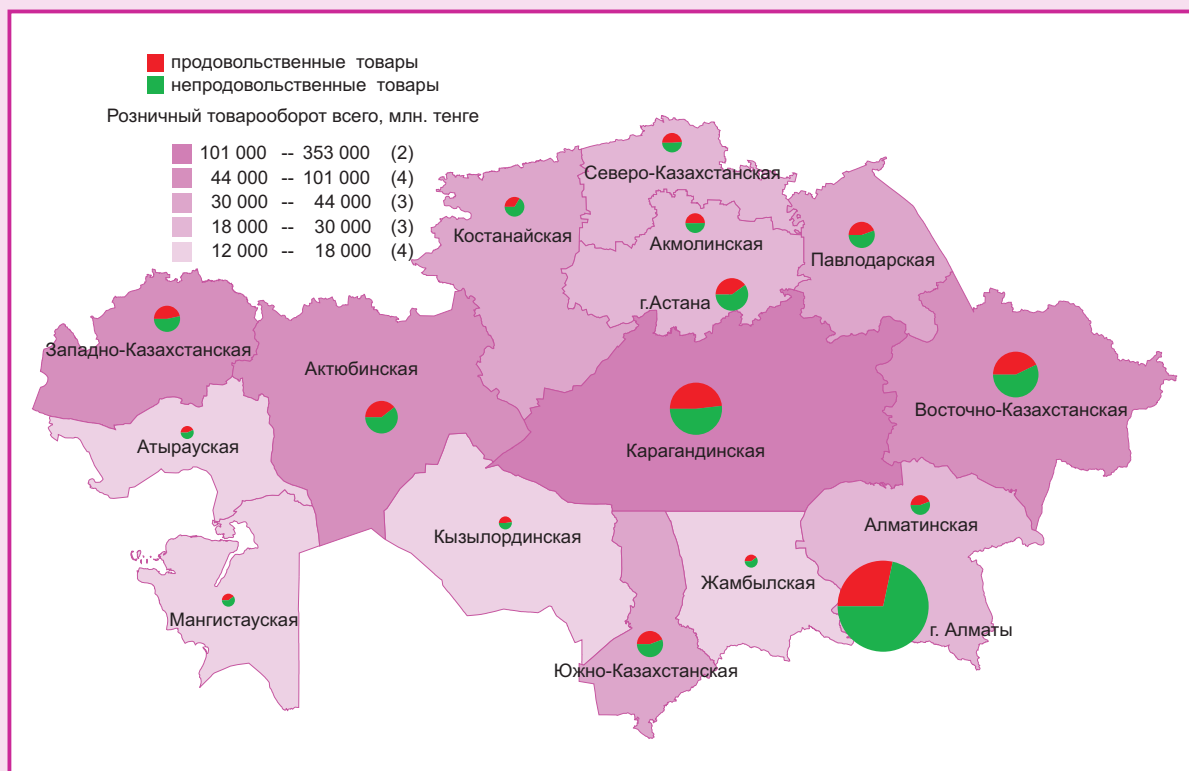 продовольственные товары
непродовольственные товары
Розничный товарооборот всего, млн. тенге
101 000 -- 353 000 (2)
44 000 -- 101 000 (4)
30 000 -- 44 000 (3)
18 000 -- 30 000 (3)
12 000 -- 18 000 (4)
Северо-Казахстанская
Костанайская
Акмолинская
Павлодарская
г.Астана
Западно-Казахстанская
Актюбинская
Восточно-Казахстанская
Атырауская
Карагандинская
Алматинская
Кызылординская
Жамбылская
Мангистауская
г. Алматы
Южно-Казахстанская